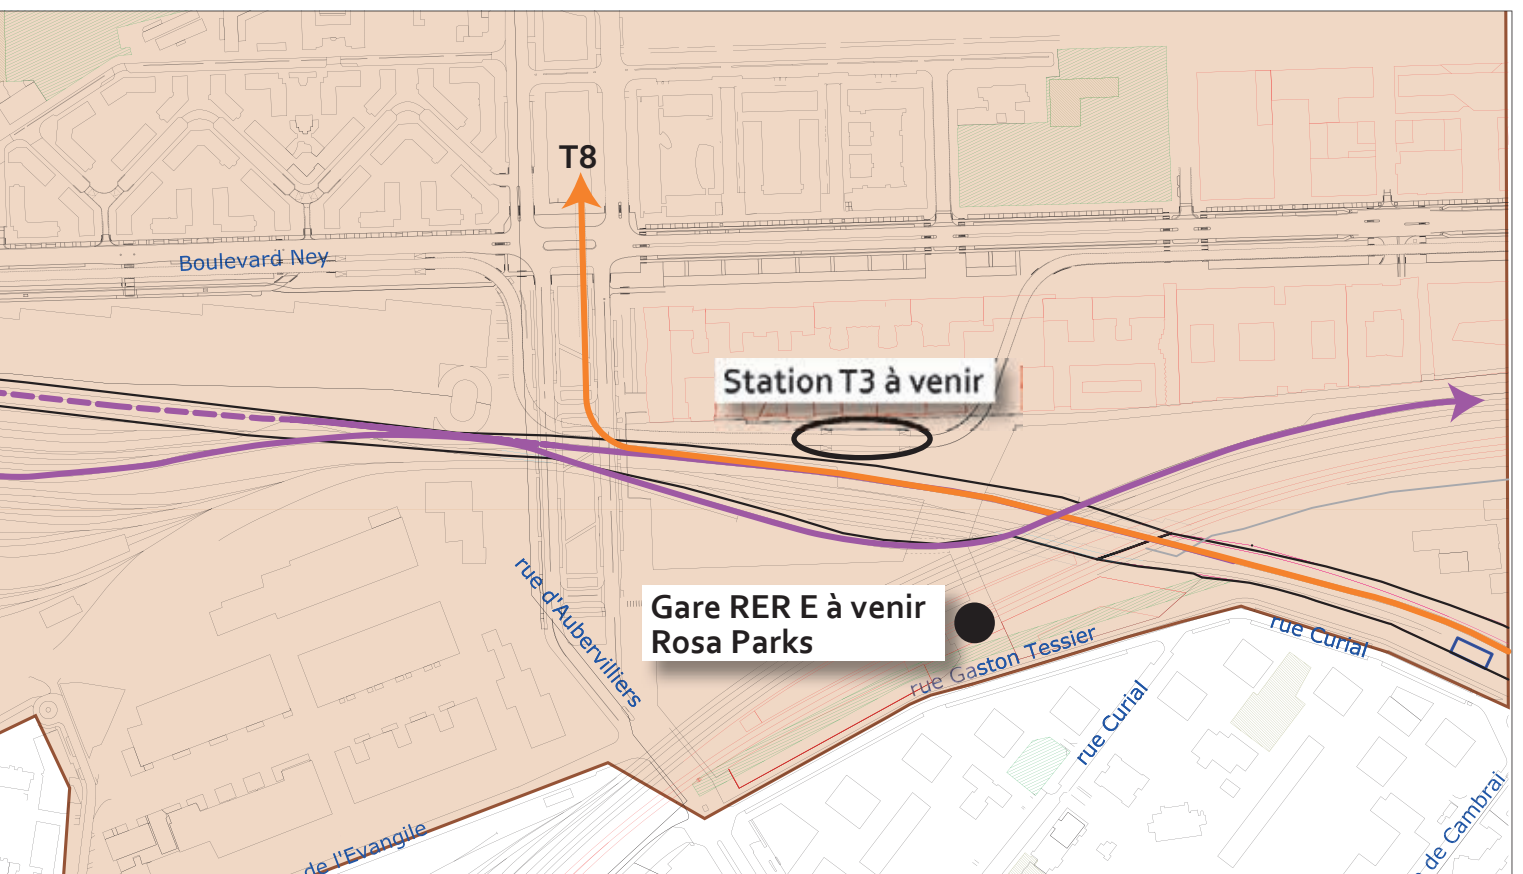 T8
Boulevard Ney
Station T3 à venir
rue d'Aubervilliers
Gare RER E à venir
Rosa Parks
rue Gaston Tessier
rue Curial
rue Curial
de Cambrai
de l'Evangile